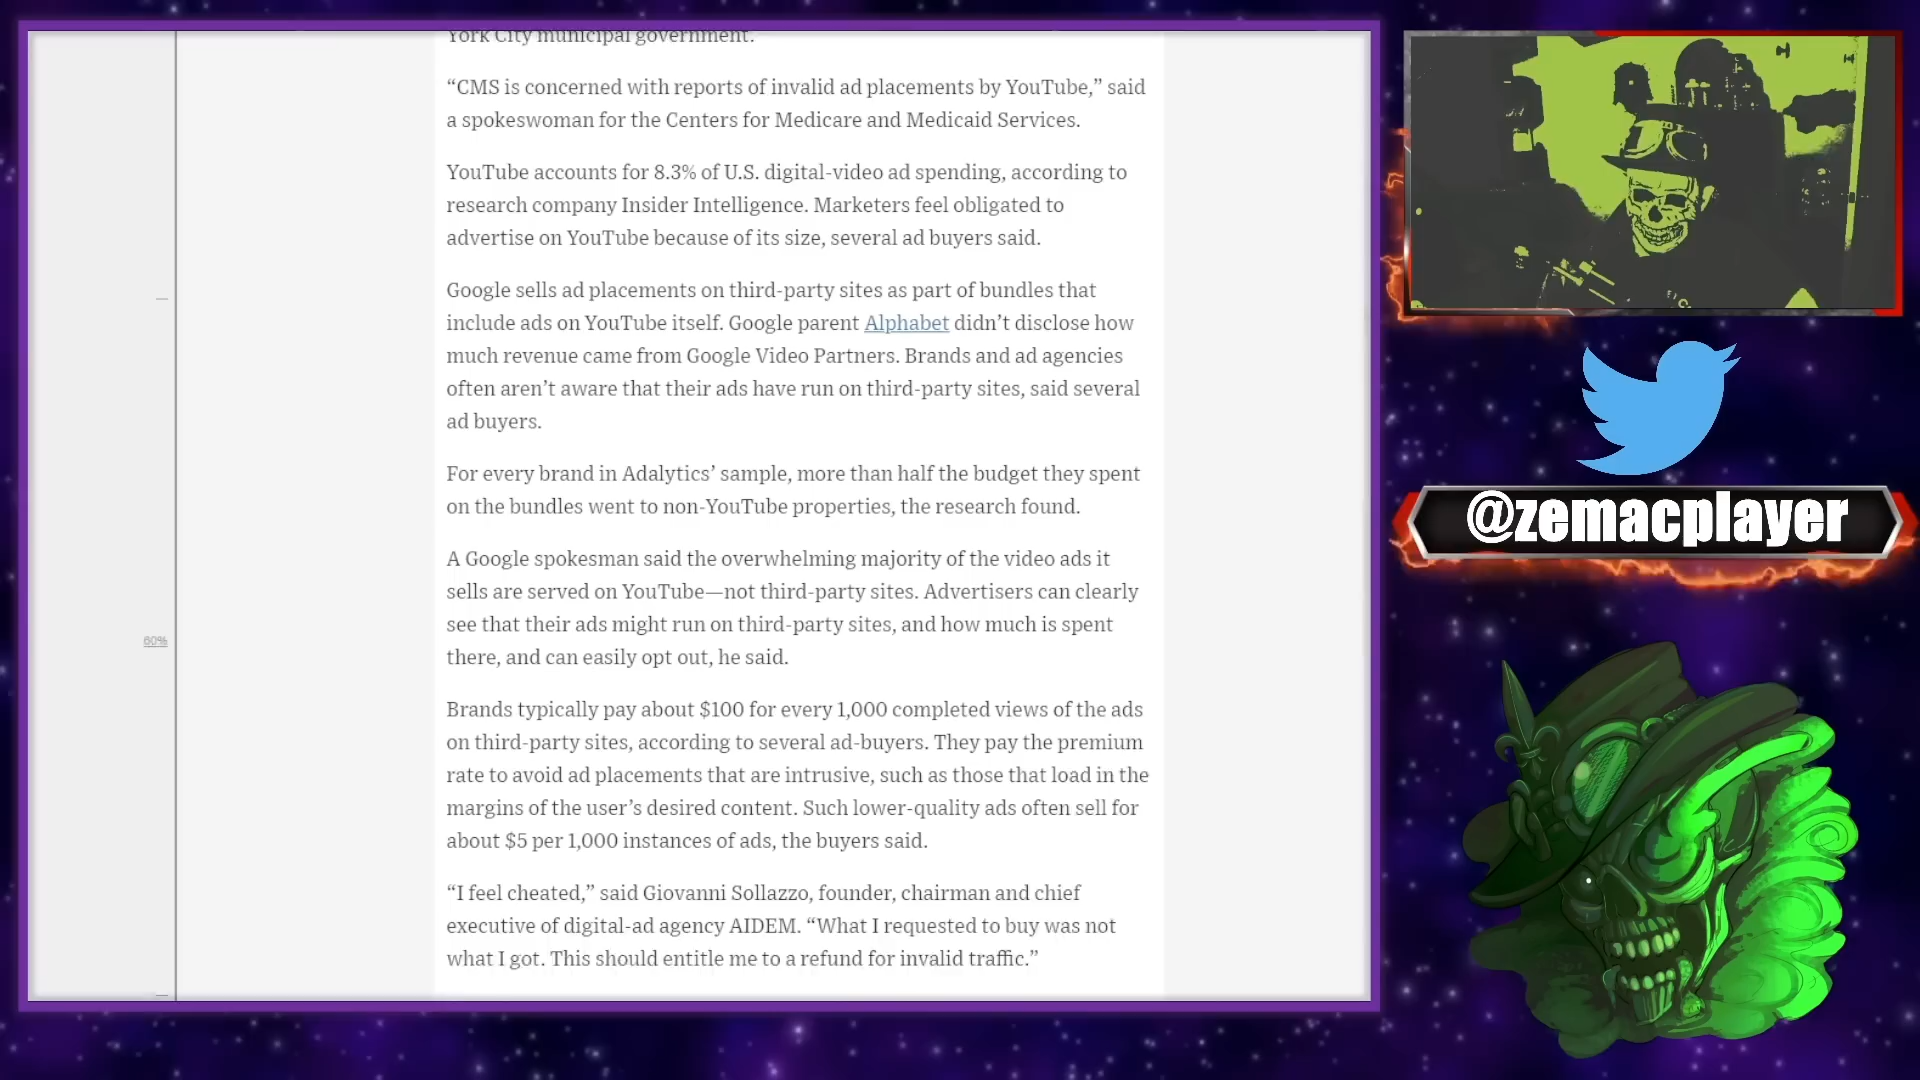 York City municipal government.
“CMS is concerned with reports of invalid ad placements by YouTube,” said
a spokeswoman for the Centers for Medicare and Medicaid Services.
YouTube accounts for 8.3% of U.S. digital-video ad spending, according to
research company Insider Intelligence. Marketers feel obligated to
advertise on YouTube because of its size, several ad buyers said.
Google sells ad placements on third-party sites as part of bundles that
include ads on YouTube itself. Google parent Alphabet didn’t disclose how
much revenue came from Google Video Partners. Brands and ad agencies
often aren’t aware that their ads have run on third-party sites, said several
ad buyers.
For every brand in Adalytics’ sample, more than half the budget they spent
on the bundles went to non-YouTube properties, the research found.
A Google spokesman said the overwhelming majority of the video ads it
sells are served on YouTube—not third-party sites. Advertisers can clearly
see that their ads might run on third-party sites, and how much is spent
there, and can easily opt out, he said.
60%
Brands typically pay about $100 for every 1,000 completed views of the ads
on third-party sites, according to several ad-buyers. They pay the premium
rate to avoid ad placements that are intrusive, such as those that load in the
margins of the user’s desired content. Such lower-quality ads often sell for
about $5 per 1,000 instances of ads, the buyers said.
“I feel cheated,” said Giovanni Sollazzo, founder, chairman and chief
executive of digital-ad agency AIDEM. “What I requested to buy was not
what I got. This should entitle me to a refund for invalid traffic.”
@zemacplayer